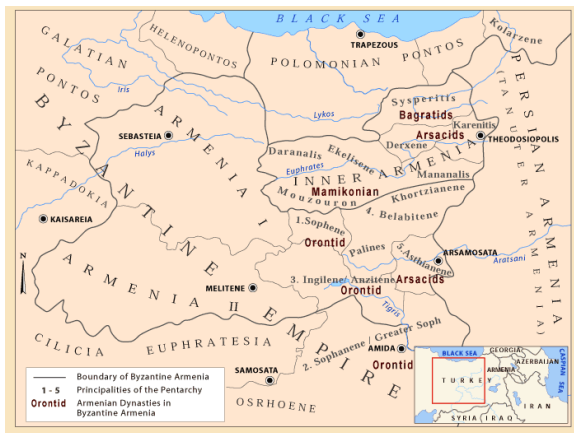 BLACK SEA
Kolarzene
TRAPEZOUS
HELENOPONTOS
GALATIAN
PONTOS
POLOMONIAN PONTOS
PERSIAN ARMENIA
(TANUTER ARMENIA)
Iris
Lykos
Sysperitis
Bagratids
Karenitis
Arsacids
THEODOSIOPOLIS
Derxene
BYZANTINE EMPIRE
ARMENIA I
SEBASTEIA
Halys
Daranalis
Ekelisene
Euphrates
INNER ARMENIA
Mananalis
Mamikonian
Khortzianene
Mouzouron
KAPPADOKIA
KAISAREIA
1.Sophene
4. Belabitene
Orontid
Palines
5.Asthianene
ARSAMOSATA
Aratsani
N
ARMENIA II
MELITENE
3. Ingilene
Anzitene
Arsacids
Orontid
Tigris
2. Sophanene / Greater Soph
AMIDA
Orontid
CILICIA
EUPHRATESIA
SAMOSATA
OSRHOENE
Boundary of Byzantine Armenia
1 - 5 Principalities of the Pentarchy
Orontid Armenian Dynasties in
Byzantine Armenia
BLACK SEA
GEORGIA
AZERBAIJAN
ARMENIA
CASPIAN SEA
TURKEY
IRAN
SYRIA
IRAQ